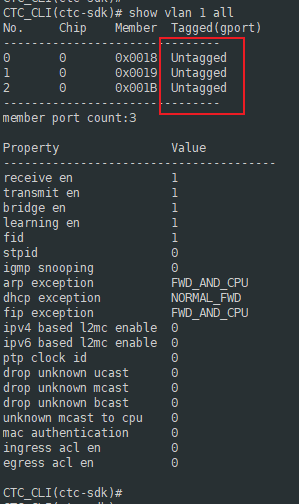 CTC_CLI(ctc-sdk)# show vlan 1 all
No. Chip Member Tagged(gport)
-------------------------------
0 0 0x0018 Untagged
1 0 0x0019 Untagged
2 0 0x001B Untagged
-------------------------------
member port count:3
Property Value
-------------------------------------
receive en 1
transmit en 1
bridge en 1
learning en 1
fid 1
stpid 0
igmp snooping 0
arp exception FWD_AND_CPU
dhcp exception NORMAL_FWD
fip exception FWD_AND_CPU
ipv4 based l2mc enable 0
ipv6 based l2mc enable 0
ptp clock id 0
drop unknown ucast 0
drop unknown mcast 0
drop unknown bcast 0
unknown mcast to cpu 0
mac authentication 0
ingress acl en 0
egress acl en 0
CTC_CLI(ctc-sdk)#